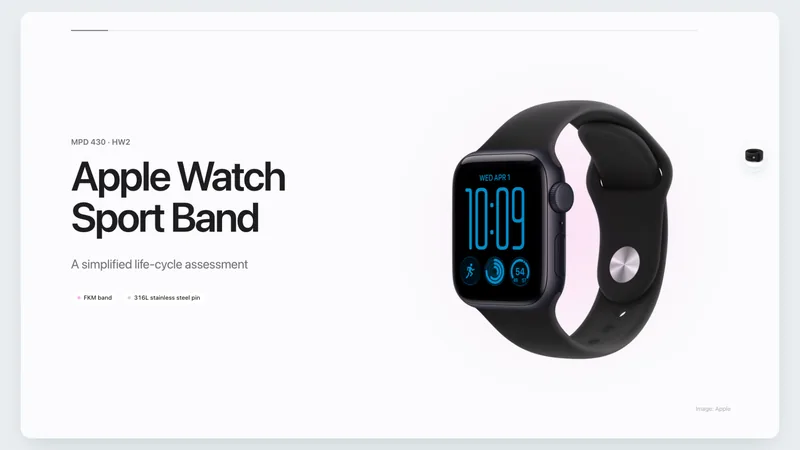 MPD 430 · HW2
Apple Watch
Sport Band
A simplified life-cycle assessment
FKM band
316L stainless steel pin
WED APR 1
10:09
54
Image: Apple